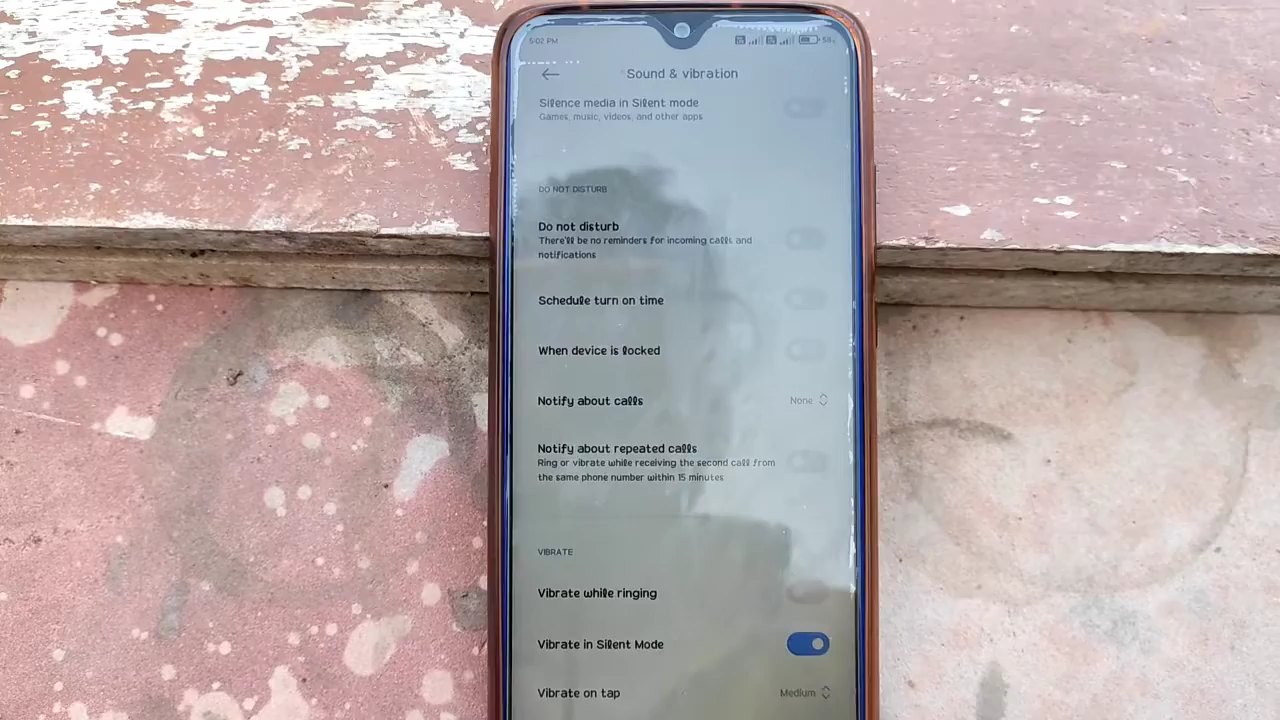 5:02 PM
Sound & vibration
Silence media in Silent mode
Games, music, videos, and other apps
DO NOT DISTURB
Do not disturb
There'll be no reminders for incoming calls and
notifications
Schedule turn on time
When device is locked
Notify about calls
None
Notify about repeated calls
Ring or vibrate while receiving the second call from
the same phone number within 15 minutes
VIBRATE
Vibrate while ringing
Vibrate in Silent Mode
Vibrate on tap
Medium